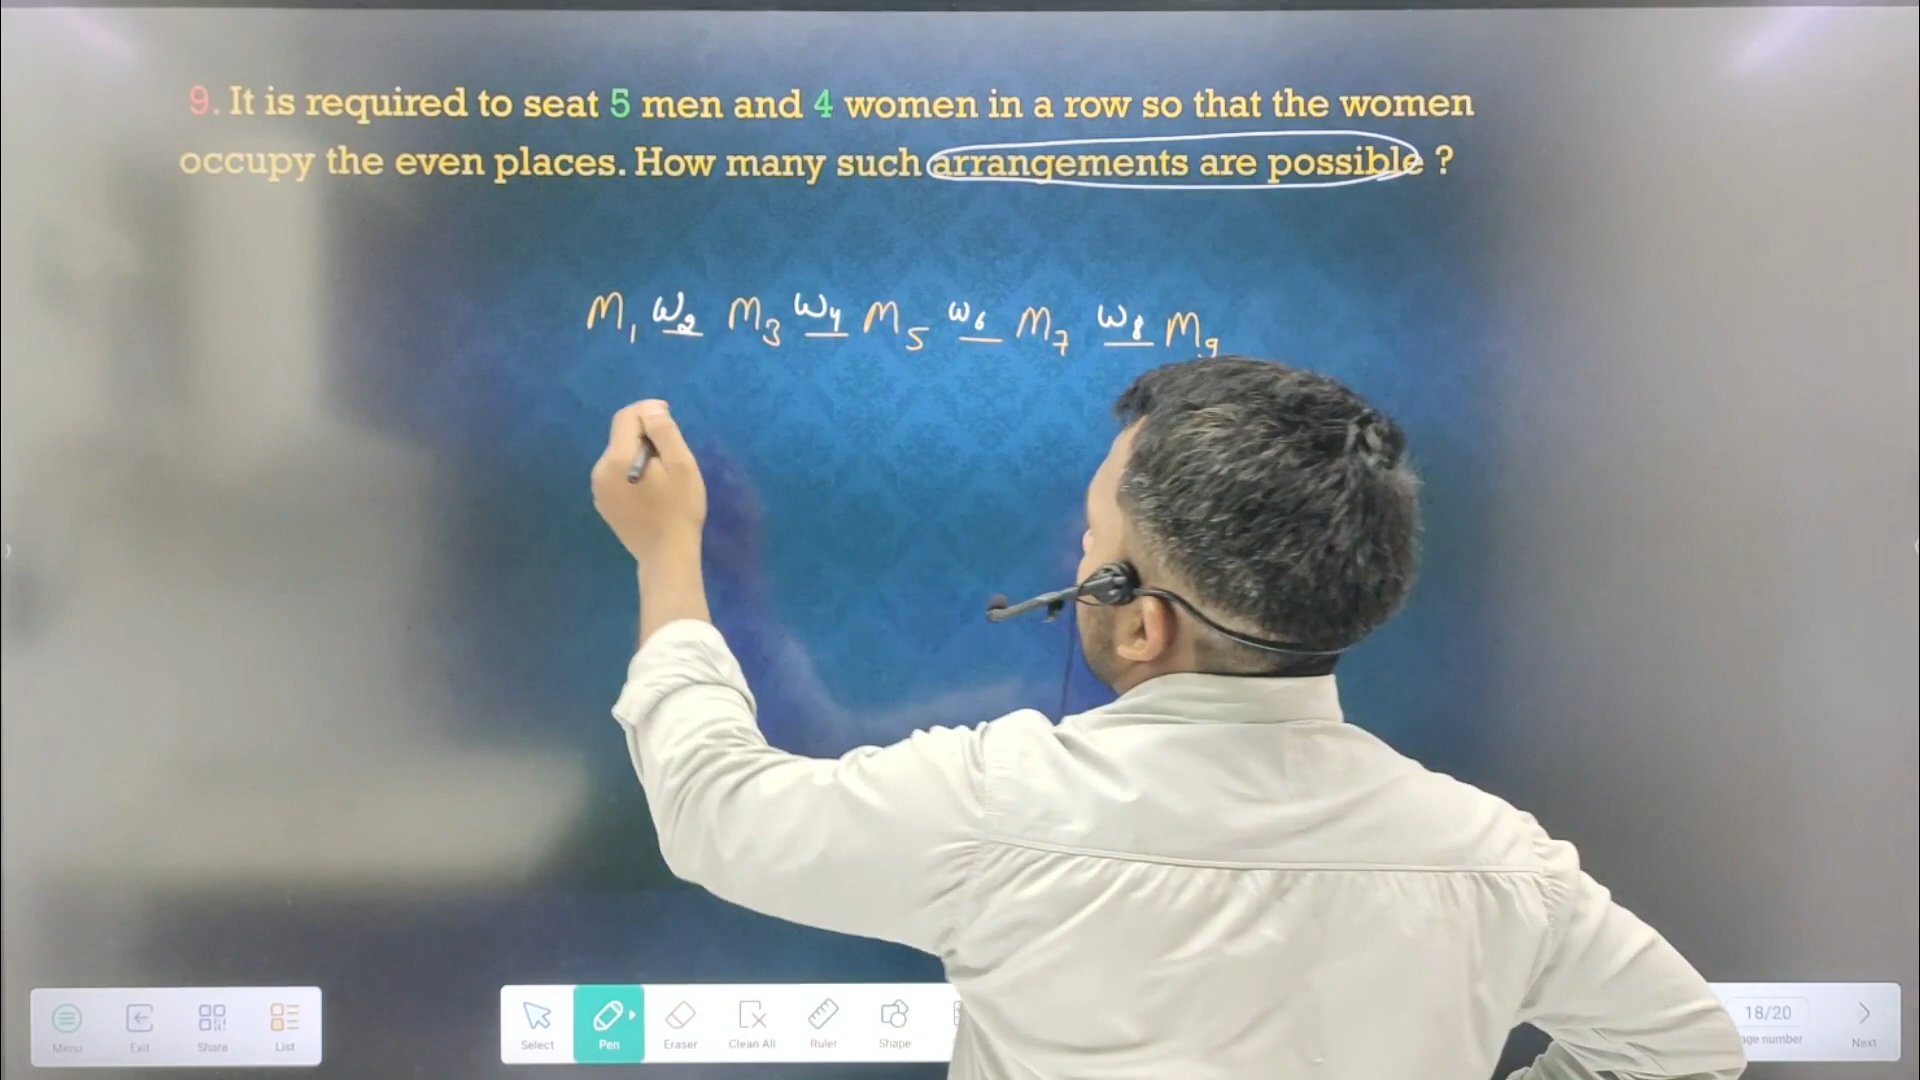 9. It is required to seat 5 men and 4 women in a row so that the women
occupy the even places. How many such arrangements are possible ?
M₁ W₂ M₃ W₄ M₅ W₆ M₇ W₈ M₉
Menu Exit Share List
Select Pen Eraser Clean All Ruler Shape
18/20
number Next